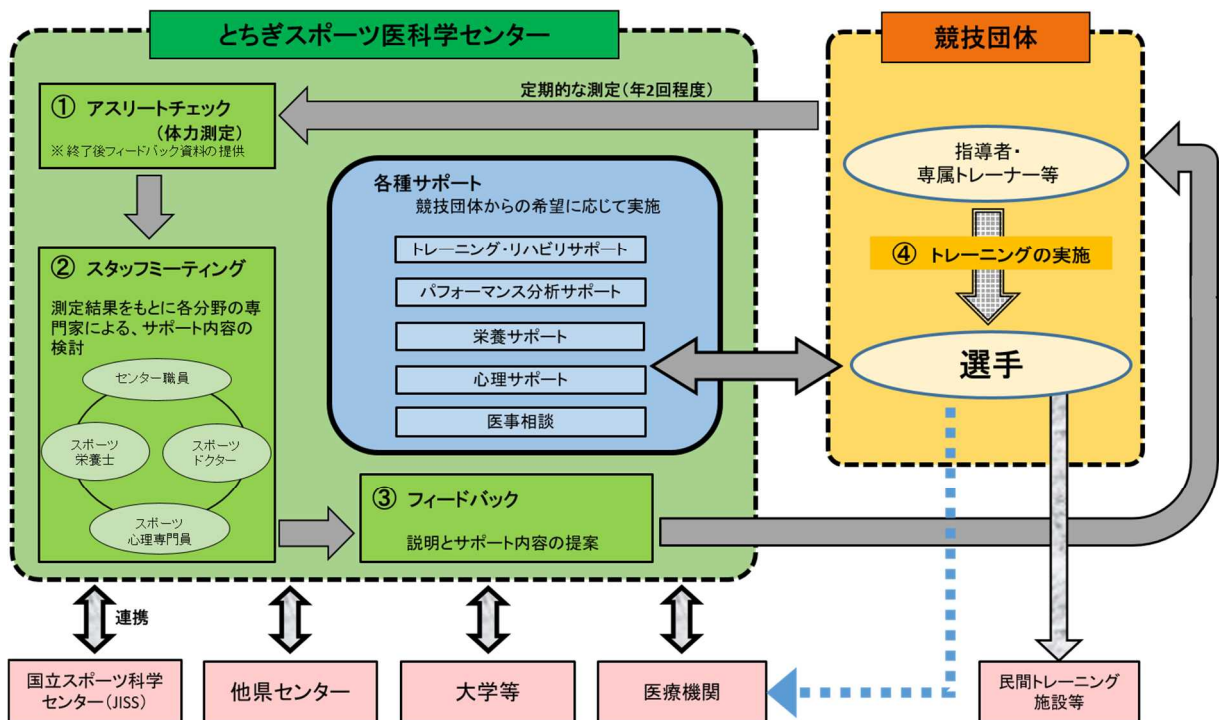 とちぎスポーツ医科学センター
競技団体
定期的な測定(年2回程度)
① アスリートチェック
(体力測定)
※ 終了後フィードバック資料の提供
② スタッフミーティング
測定結果をもとに各分野の専
門家による、サポート内容の
検討
センター職員
スポーツ
栄養士
スポーツ
ドクター
スポーツ
心理専門員
各種サポート
競技団体からの希望に応じて実施
トレーニング・リハビリサポート
パフォーマンス分析サポート
栄養サポート
心理サポート
医事相談
③ フィードバック
説明とサポート内容の提案
指導者・
専属トレーナー等
④ トレーニングの実施
選手
連携
国立スポーツ科学
センター(JISS)
他県センター
大学等
医療機関
民間トレーニング
施設等